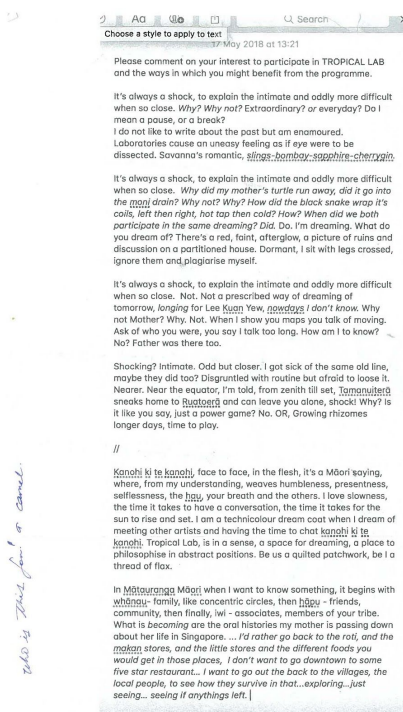 Aa
Search
Choose a style to apply to text
17 May 2018 at 13:21
Please comment on your interest to participate in TROPICAL LAB
and the ways in which you might benefit from the programme.
It's always a shock, to explain the intimate and oddly more difficult
when so close. Why? Why not? Extraordinary? or everyday? Do I
mean a pause, or a break?
I do not like to write about the past but am enamoured.
Laboratories cause an uneasy feeling as if eye were to be
dissected. Savanna's romantic, slings-bombay-sapphire-cherrygin.
It's always a shock, to explain the intimate and oddly more difficult
when so close. Why did my mother's turtle run away, did it go into
the monj drain? Why not? Why? How did the black snake wrap it's
coils, left then right, hot tap then cold? How? When did we both
participate in the same dreaming? Did. Do. I'm dreaming. What do
you dream of? There's a red, faint, afterglow, a picture of ruins and
discussion on a partitioned house. Dormant, I sit with legs crossed,
ignore them and plagiarise myself.
It's always a shock, to explain the intimate and oddly more difficult
when so close. Not. Not a prescribed way of dreaming of
tomorrow, longing for Lee Kuan Yew, nowdays I don't know. Why
not Mother? Why. Not. When I show you maps you talk of moving.
Ask of who you were, you say I talk too long. How am I to know?
No? Father was there too.
Shocking? Intimate. Odd but closer. I got sick of the same old line,
maybe they did too? Disgruntled with routine but afraid to loose it.
Nearer. Near the equator, I'm told, from zenith till set, Tamanuiterā
sneaks home to Ruatoerā and can leave you alone, shock! Why? Is
it like you say, just a power game? No. OR, Growing rhizomes
longer days, time to play.
//
Kanohi ki te kanohi, face to face, in the flesh, it's a Māori saying,
where, from my understanding, weaves humbleness, presentness,
selflessness, the hau, your breath and the others. I love slowness,
the time it takes to have a conversation, the time it takes for the
sun to rise and set. I am a technicolour dream coat when I dream of
meeting other artists and having the time to chat kanohi ki te
kanohi. Tropical Lab, is in a sense, a space for dreaming, a place to
philosophise in abstract positions. Be us a quilted patchwork, be I a
thread of flax.
In Mātauranga Māori when I want to know something, it begins with
whānau- family, like concentric circles, then hāpu - friends,
community, then finally, iwi - associates, members of your tribe.
What is becoming are the oral histories my mother is passing down
about her life in Singapore. ... I'd rather go back to the roti, and the
makan stores, and the little stores and the different foods you
would get in those places, I don't want to go downtown to some
five star restaurant... I want to go out the back to the villages, the
local people, to see how they survive in that...exploring...just
seeing... seeing if anythings left.
who is this for? a camel.